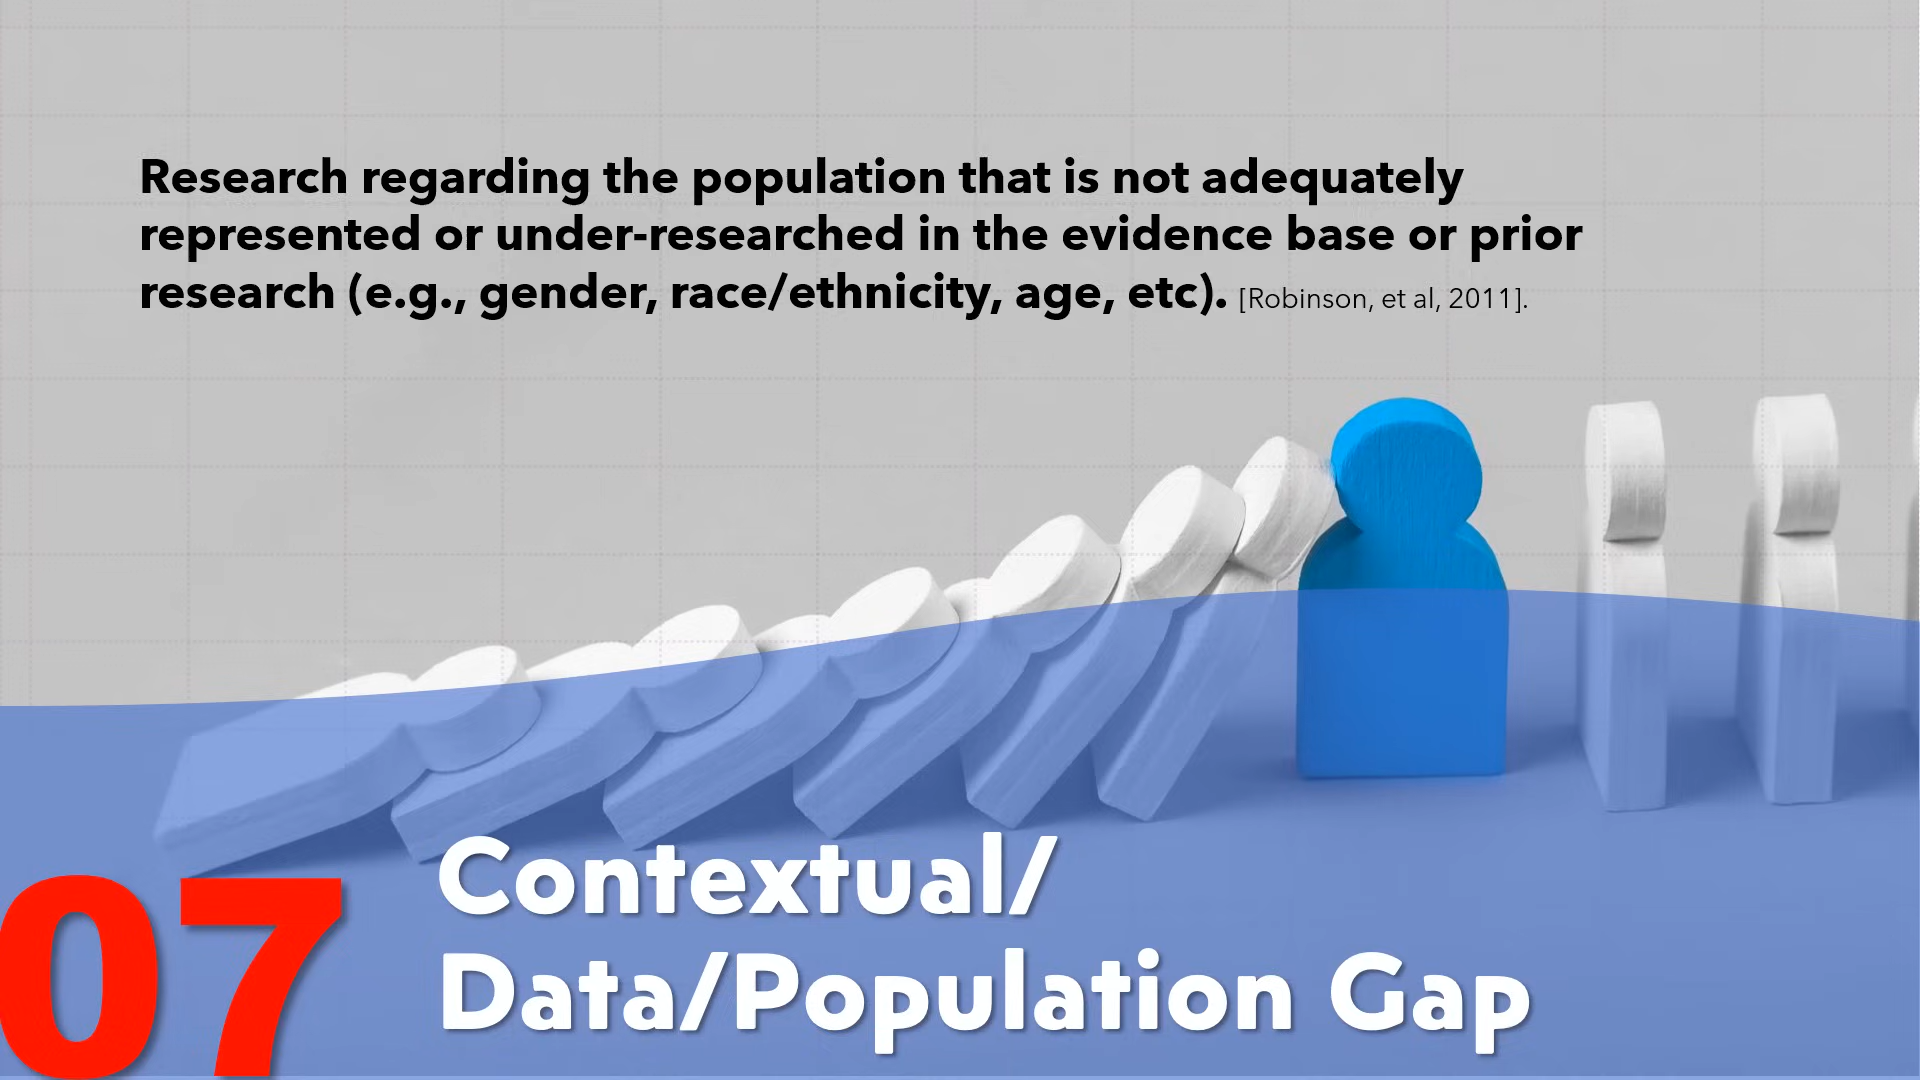 Research regarding the population that is not adequately
represented or under-researched in the evidence base or prior
research (e.g., gender, race/ethnicity, age, etc). [Robinson, et al, 2011].
07
Contextual/
Data/Population Gap